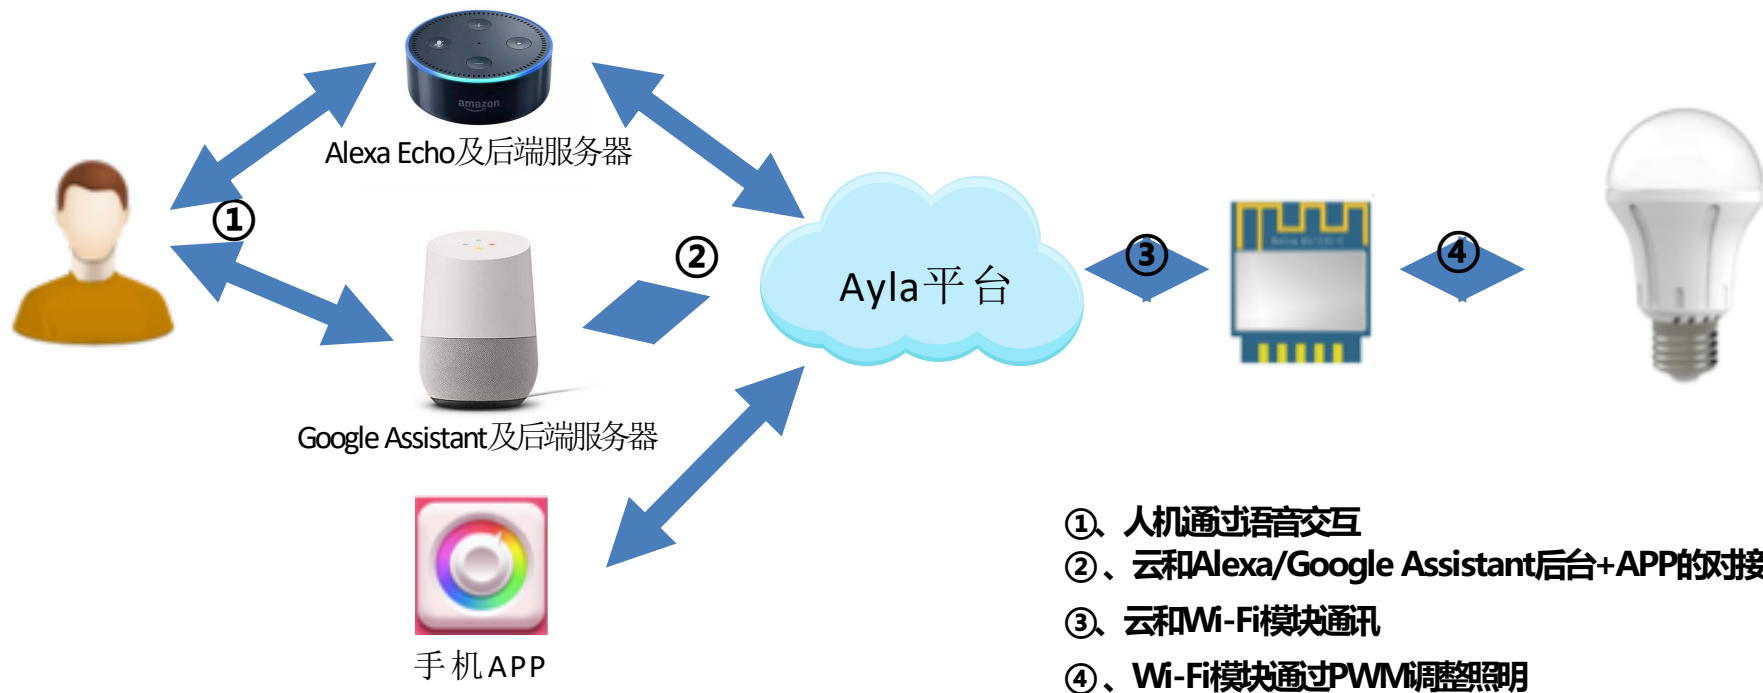 amazon
Alexa Echo及后端服务器
①
②
Ayla平台
③
④
Google Assistant及后端服务器
手机APP
①、人机通过语音交互
②、云和Alexa/Google Assistant后台+APP的对接
③、云和Wi-Fi模块通讯
④、Wi-Fi模块通过PWM调整照明